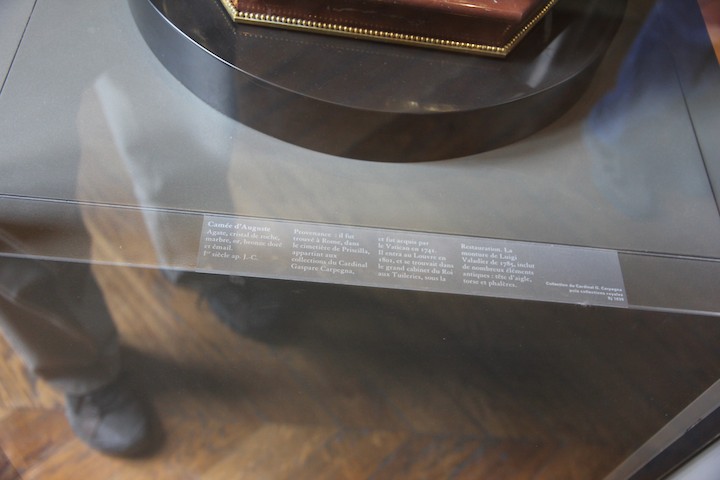 Camée d'Auguste
Agate, cristal de roche,
marbre, or, bronze doré
et émail.
Iᵉʳ siècle ap. J.-C.
Provenance : il fut
trouvé à Rome, dans
le cimetière de Priscilla,
appartint aux
collections du Cardinal
Gaspare Carpegna,
et fut acquis par
le Vatican en 1741.
Il entra au Louvre en
1801, et se trouvait dans
le grand cabinet du Roi
aux Tuileries, sous la
Restauration. La
monture de Luigi
Valadier de 1785, inclut
de nombreux éléments
antiques : tête d'aigle,
torse et phalères.
Collection du Cardinal G. Carpegna
puis collections royales